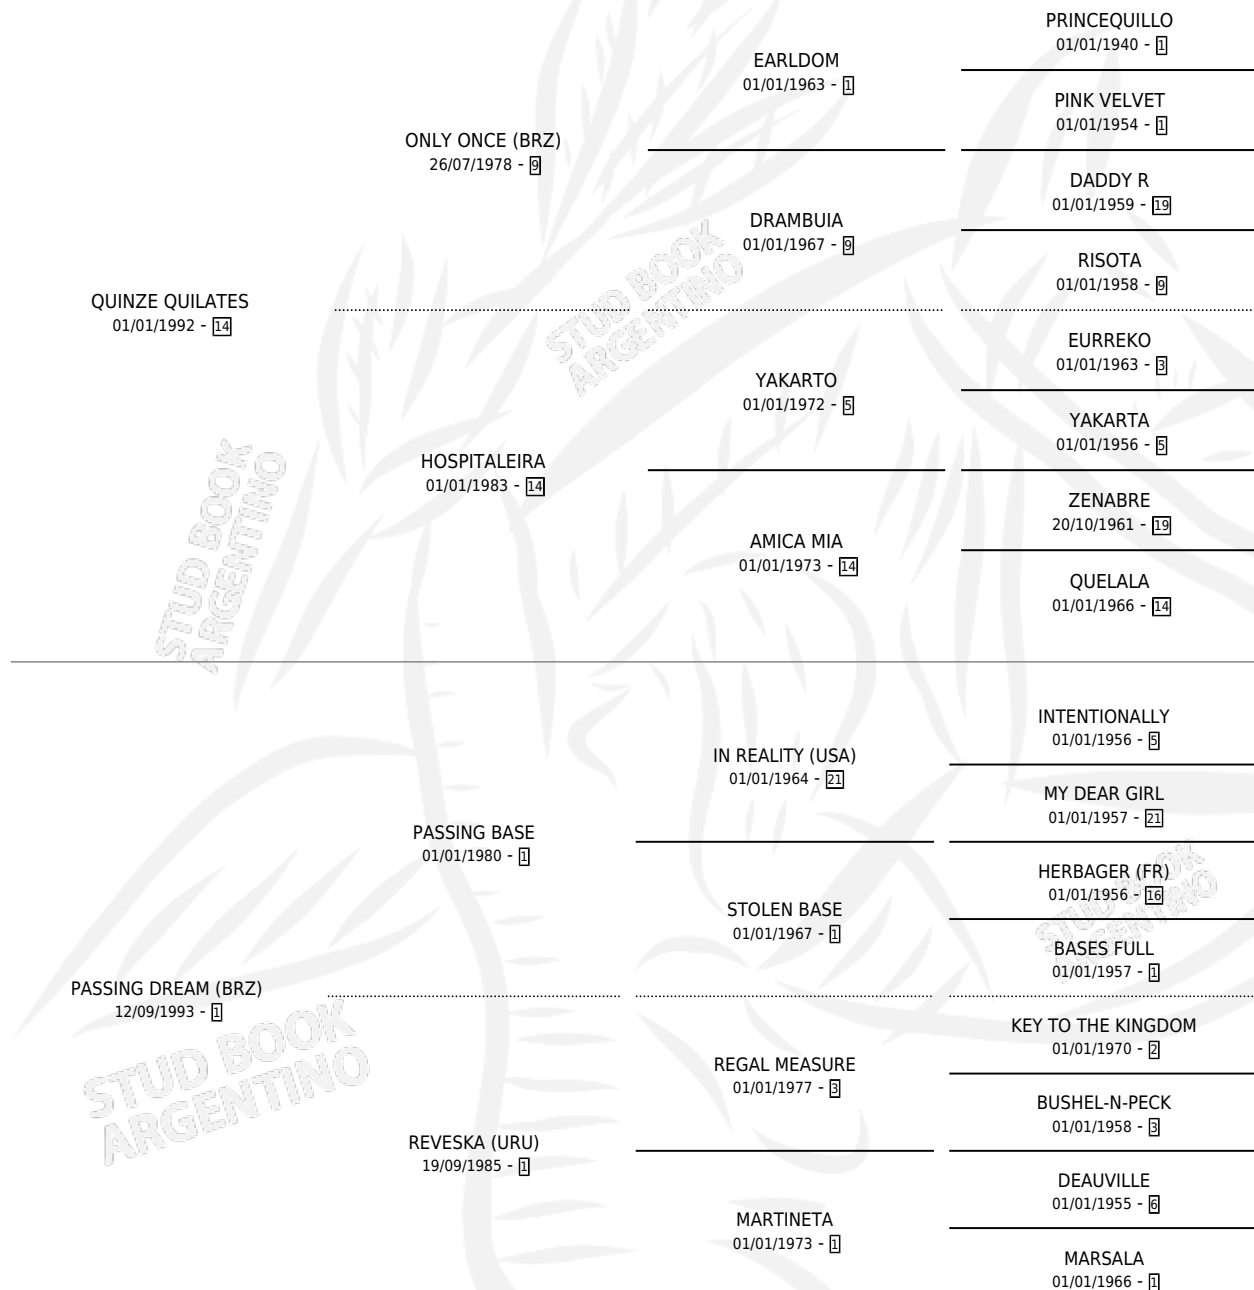 PRINCEQUILLO
01/01/1940 - 1
EARLDOM
01/01/1963 - 1
PINK VELVET
01/01/1954 - 1
ONLY ONCE (BRZ)
26/07/1978 - 9
DADDY R
01/01/1959 - 19
DRAMBUIA
01/01/1967 - 9
RISOTA
01/01/1958 - 9
QUINZE QUILATES
01/01/1992 - 14
EURREKO
01/01/1963 - 3
YAKARTO
01/01/1972 - 5
YAKARTA
01/01/1956 - 5
HOSPITALEIRA
01/01/1983 - 14
ZENABRE
20/10/1961 - 19
AMICA MIA
01/01/1973 - 14
QUELALA
01/01/1966 - 14
INTENTIONALLY
01/01/1956 - 5
IN REALITY (USA)
01/01/1964 - 21
MY DEAR GIRL
01/01/1957 - 21
PASSING BASE
01/01/1980 - 1
HERBAGER (FR)
01/01/1956 - 16
STOLEN BASE
01/01/1967 - 1
BASES FULL
01/01/1957 - 1
PASSING DREAM (BRZ)
12/09/1993 - 1
KEY TO THE KINGDOM
01/01/1970 - 2
REGAL MEASURE
01/01/1977 - 3
BUSHEL-N-PECK
01/01/1958 - 3
REVESKA (URU)
19/09/1985 - 1
DEAUVILLE
01/01/1955 - 6
MARTINETA
01/01/1973 - 1
MARSALA
01/01/1966 - 1
STUD BOOK
ARGENTINO
STUD BOOK
ARGENTINO
STUD BOOK
ARGENTINO
STUD BOOK
ARGENTINO